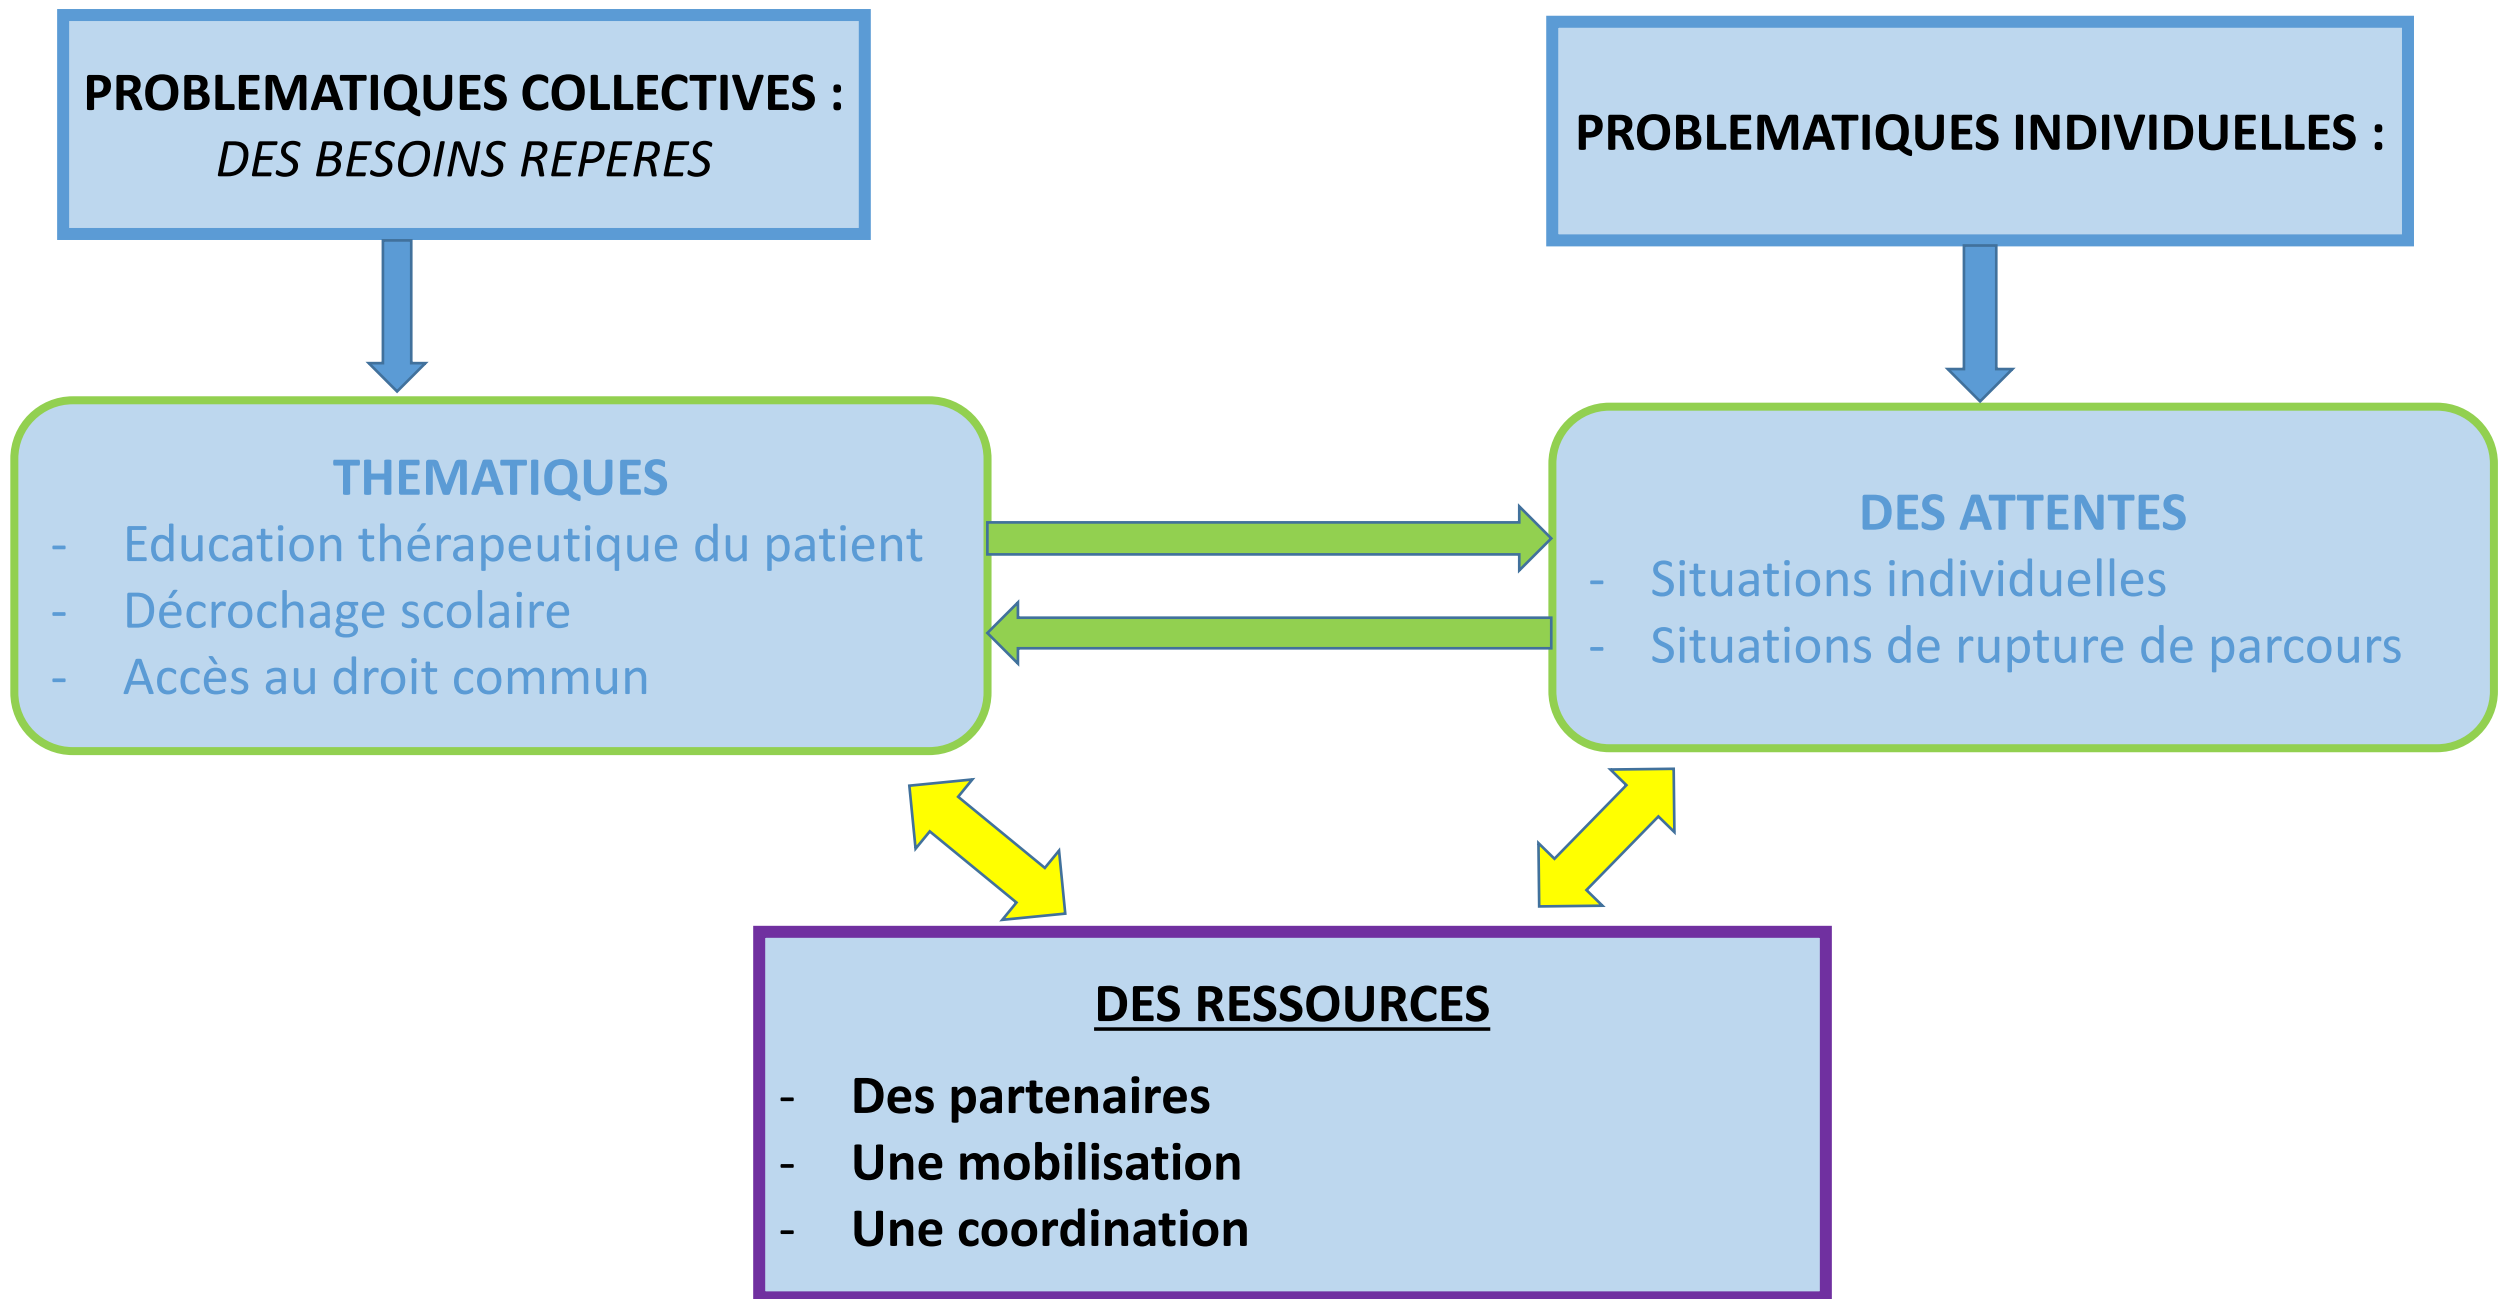 PROBLEMATIQUES COLLECTIVES :
DES BESOINS REPERES
PROBLEMATIQUES INDIVIDUELLES :
THEMATIQUES
- Education thérapeutique du patient
- Décrochage scolaire
- Accès au droit commun
DES ATTENTES
- Situations individuelles
- Situations de rupture de parcours
DES RESSOURCES
- Des partenaires
- Une mobilisation
- Une coordination